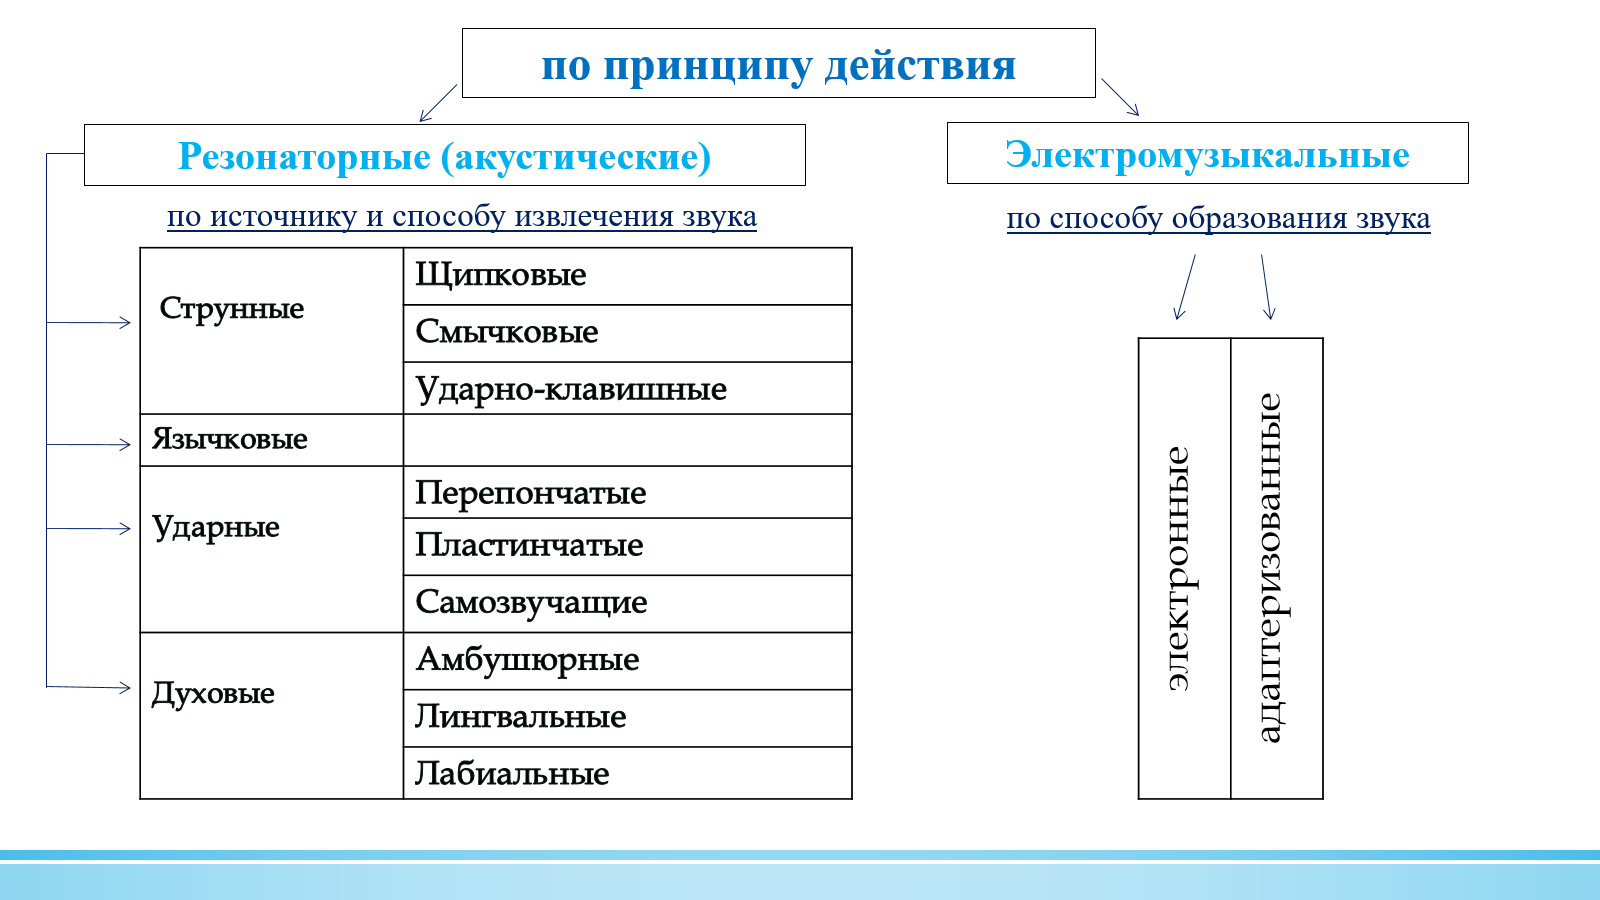 по принципу действия
Резонаторные (акустические)
Электромузыкальные
по источнику и способу извлечения звука
по способу образования звука
Струнные
Щипковые
Смычковые
Ударно-клавишные
Язычковые
Ударные
Перепончатые
Пластинчатые
Самозвучащие
Духовые
Амбушюрные
Лингвальные
Лабиальные
электронные
адаптеризованные